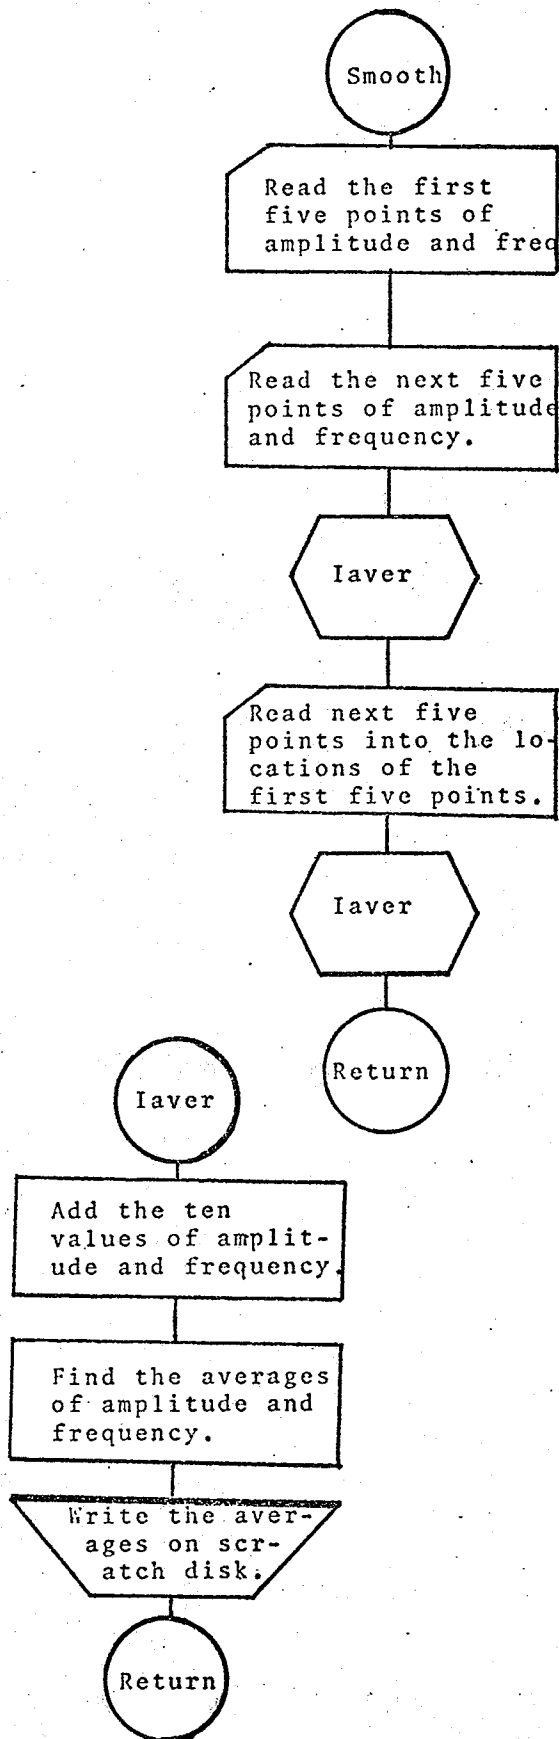 Smooth
Read the first
five points of
amplitude and freq
Read the next five
points of amplitude
and frequency.
Iaver
Read next five
points into the lo-
cations of the
first five points.
Iaver
Return
Iaver
Add the ten
values of amplit-
ude and frequency.
Find the averages
of amplitude and
frequency.
Write the aver-
ages on scr-
atch disk.
Return